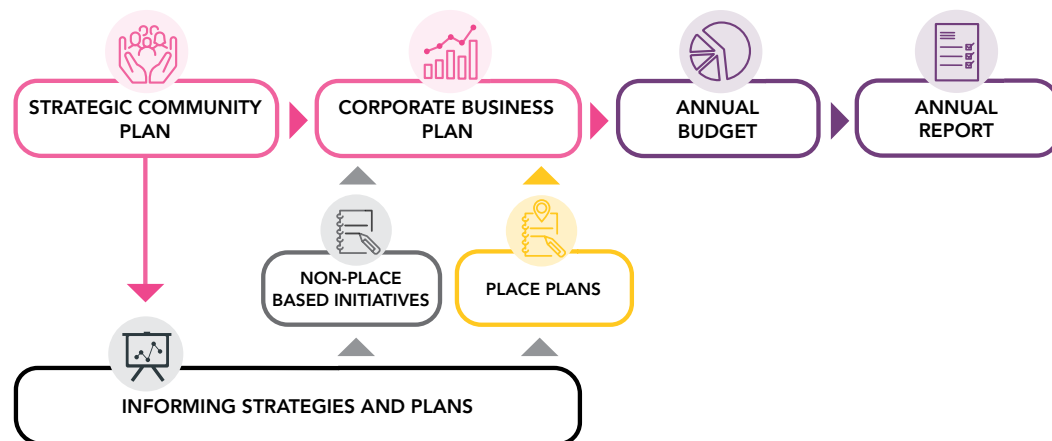 STRATEGIC COMMUNITY
PLAN
CORPORATE BUSINESS
PLAN
ANNUAL
BUDGET
ANNUAL
REPORT
NON-PLACE
BASED INITIATIVES
PLACE PLANS
INFORMING STRATEGIES AND PLANS